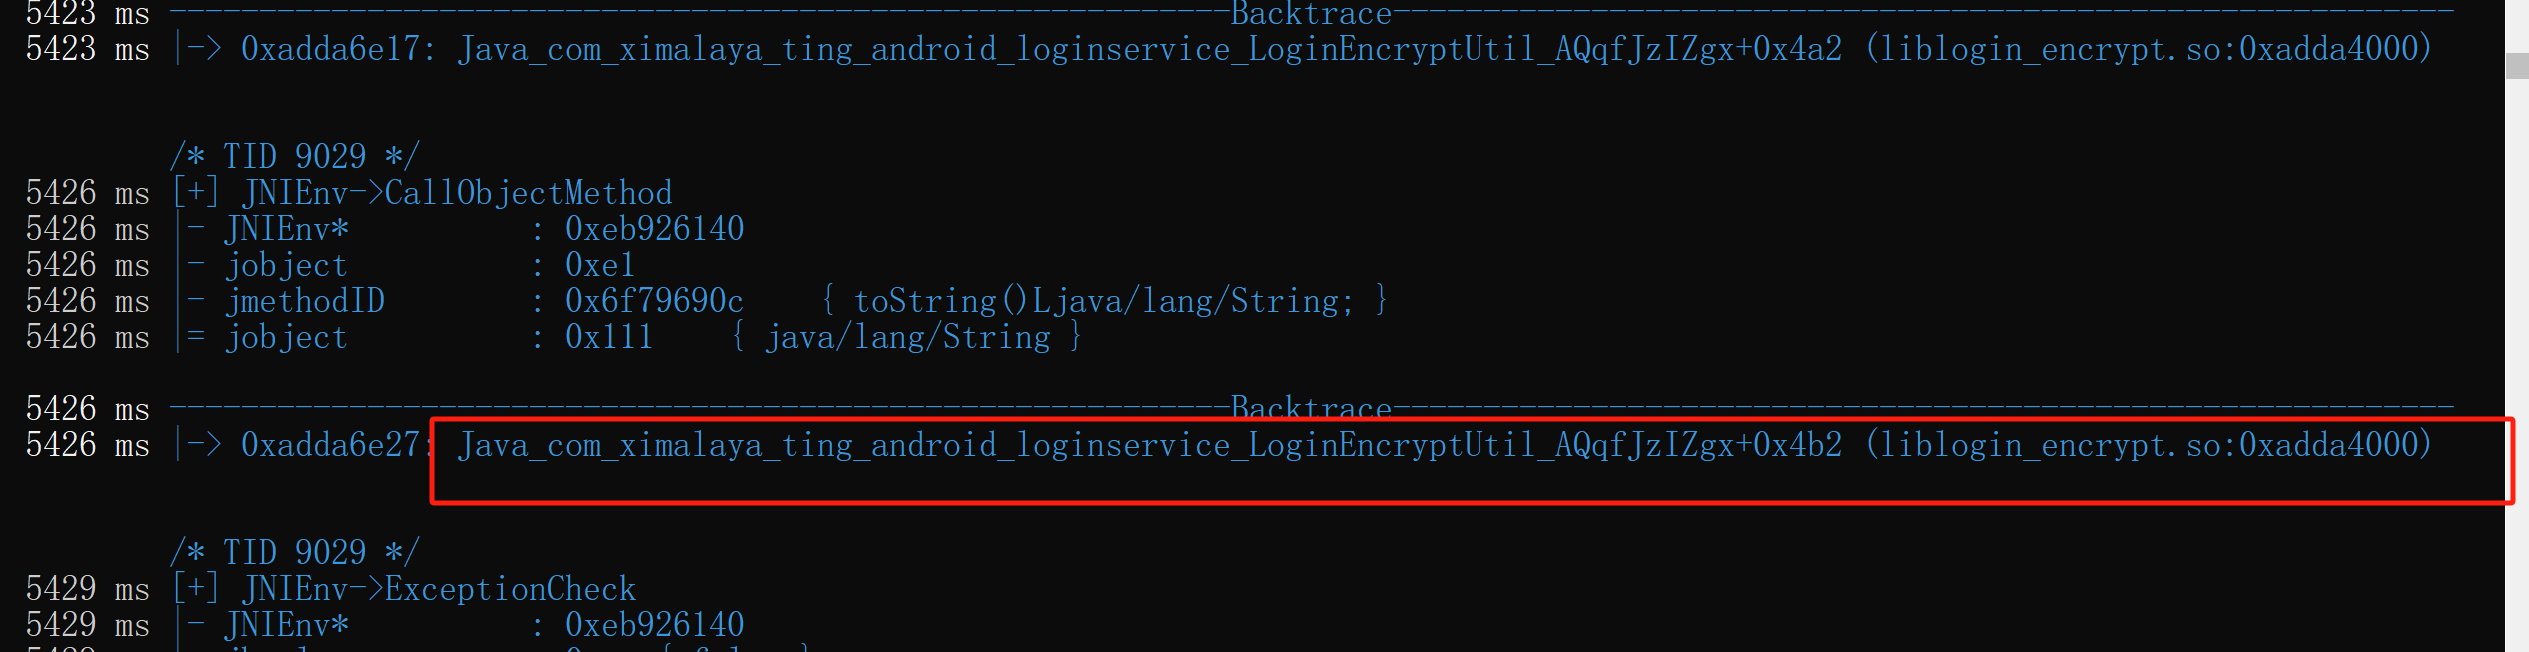 5423 ms -----------------------------------------------------------Backtrace-----------------------------------------------------------
5423 ms |-> 0xadda6e17: Java_com_ximalaya_ting_android_loginservice_LoginEncryptUtil_AQqfJzIZgx+0x4a2 (liblogin_encrypt.so:0xadda4000)
/* TID 9029 */
5426 ms [+] JNIEnv->CallObjectMethod
5426 ms |- JNIEnv* : 0xeb926140
5426 ms |- jobject : 0xe1
5426 ms |- jmethodID : 0x6f79690c { toString()Ljava/lang/String; }
5426 ms |= jobject : 0x111 { java/lang/String }
5426 ms -----------------------------------------------------------Backtrace-----------------------------------------------------------
5426 ms |-> 0xadda6e27: Java_com_ximalaya_ting_android_loginservice_LoginEncryptUtil_AQqfJzIZgx+0x4b2 (liblogin_encrypt.so:0xadda4000)
/* TID 9029 */
5429 ms [+] JNIEnv->ExceptionCheck
5429 ms |- JNIEnv* : 0xeb926140